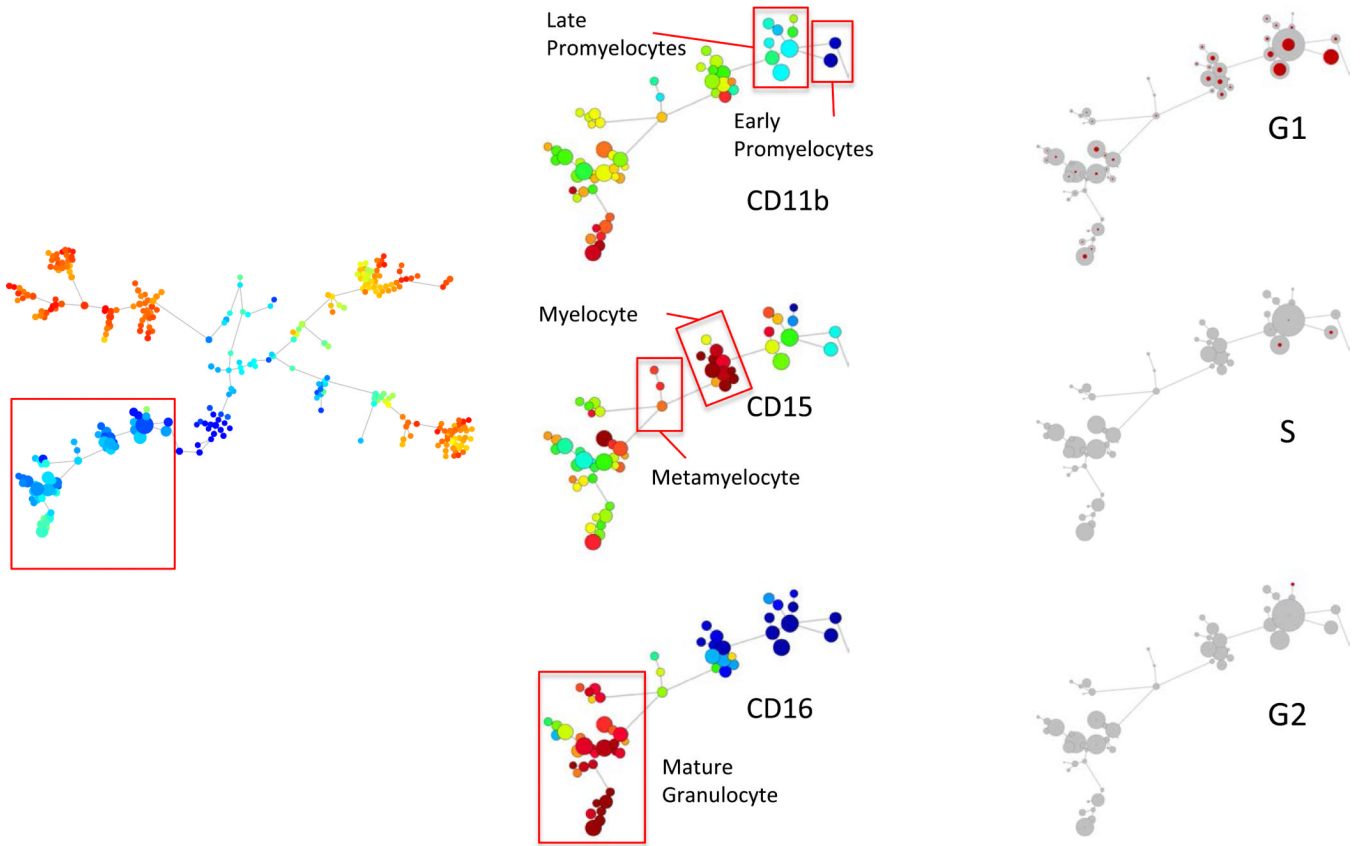 Late
Promyelocytes
Early
Promyelocytes
CD11b
G1
Myelocyte
CD15
Metamyelocyte
S
CD16
Mature
Granulocyte
G2